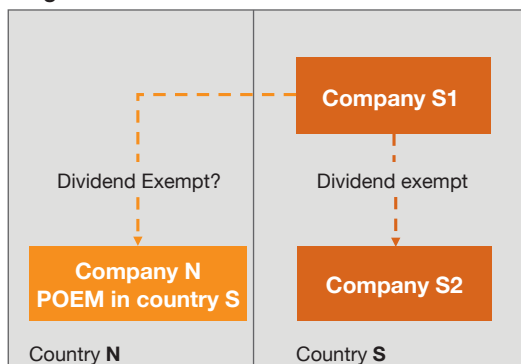 Company S1
Dividend Exempt?
Dividend exempt
Company N
POEM in country S
Company S2
Country N
Country S